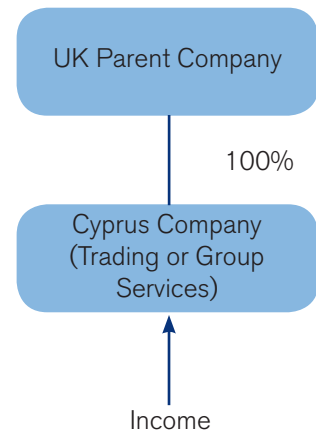 UK Parent Company
100%
Cyprus Company
(Trading or Group
Services)
Income